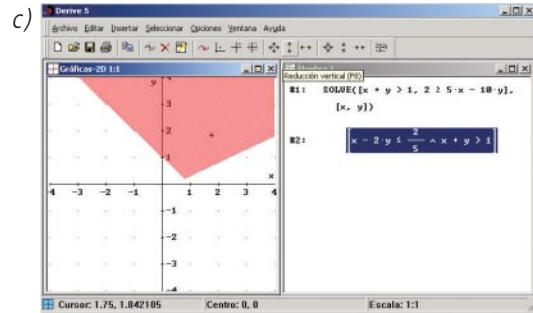 c)
Derive 5
Archivo Editar Insertar Seleccionar Opciones Ventana Ayuda
Gráficas-2D 1:1
Reducción vertical (F8)
#1: SOLVE([x + y > 1, 2 ≥ 5·x - 10·y],
[x, y])
#2: x - 2·y ≤ 2/5 ∧ x + y > 1
y
3
2
1
x
-4 -3 -2 -1 1 2 3 4
-1
-2
-3
-4
Cursor: 1.75, 1.842105 Centro: 0, 0 Escala: 1:1